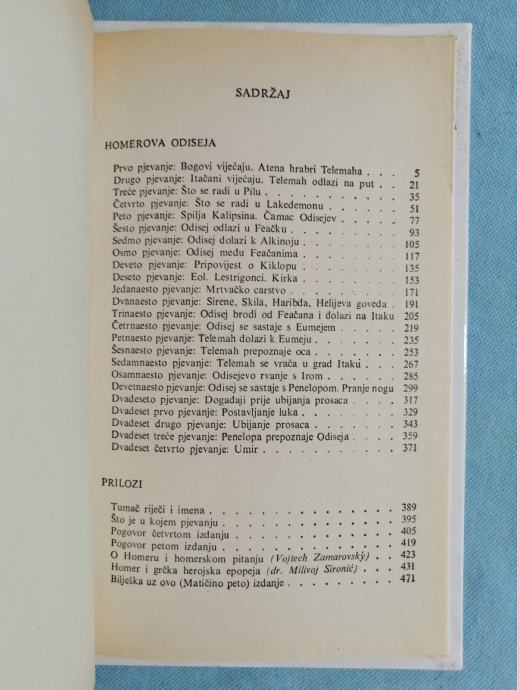 SADRŽAJ
HOMEROVA ODISEJA
Prvo pjevanje: Bogovi vijećaju. Atena hrabri Telemaha . . . 5
Drugo pjevanje: Itačani vijećaju. Telemah odlazi na put . . 21
Treće pjevanje: Što se radi u Pilu . . . . . . . . . . 35
Četvrto pjevanje: Što se radi u Lakedemonu . . . . . . 51
Peto pjevanje: Spilja Kalipsina. Čamac Odisejev . . . . . 77
Šesto pjevanje: Odisej odlazi u Feačku . . . . . . . . 93
Sedmo pjevanje: Odisej dolazi k Alkinoju . . . . . . . 105
Osmo pjevanje: Odisej među Feačanima . . . . . . . 117
Deveto pjevanje: Pripovijest o Kiklopu . . . . . . . . 135
Deseto pjevanje: Eol. Lestrigonci. Kirka . . . . . . . 153
Jedanaesto pjevanje: Mrtvačko carstvo . . . . . . . . 171
Dvanaesto pjevanje: Sirene, Skila, Haribda, Helijeva goveda . 191
Trinaesto pjevanje: Odisej brodi od Feačana i dolazi na Itaku 205
Četrnaesto pjevanje: Odisej se sastaje s Eumejem . . . . 219
Petnaesto pjevanje: Telemah dolazi k Eumeju . . . . . 235
Šesnaesto pjevanje: Telemah prepoznaje oca . . . . . . 253
Sedamnaesto pjevanje: Telemah se vraća u grad Itaku . . . 267
Osamnaesto pjevanje: Odisejevo rvanje s Irom . . . . . 285
Devetnaesto pjevanje: Odisej se sastaje s Penelopom. Pranje nogu 299
Dvadeseto pjevanje: Događaji prije ubijanja prosaca . . . . 317
Dvadeset prvo pjevanje: Postavljanje luka . . . . . . . 329
Dvadeset drugo pjevanje: Ubijanje prosaca . . . . . . . 343
Dvadeset treće pjevanje: Penelopa prepoznaje Odiseja . . . . 359
Dvadeset četvrto pjevanje: Umir . . . . . . . . . . 371
PRILOZI
Tumač riječi i imena . . . . . . . . . . . . . 389
Što je u kojem pjevanju . . . . . . . . . . . . 395
Pogovor četvrtom izdanju . . . . . . . . . . . . 405
Pogovor petom izdanju . . . . . . . . . . . . 419
O Homeru i homerskom pitanju (Vojtech Zamarovský) . . . 423
Homer i grčka herojska epopeja (dr. Milivoj Sironić) . . . 431
Bilješka uz ovo (Matičino peto) izdanje . . . . . . . . 471